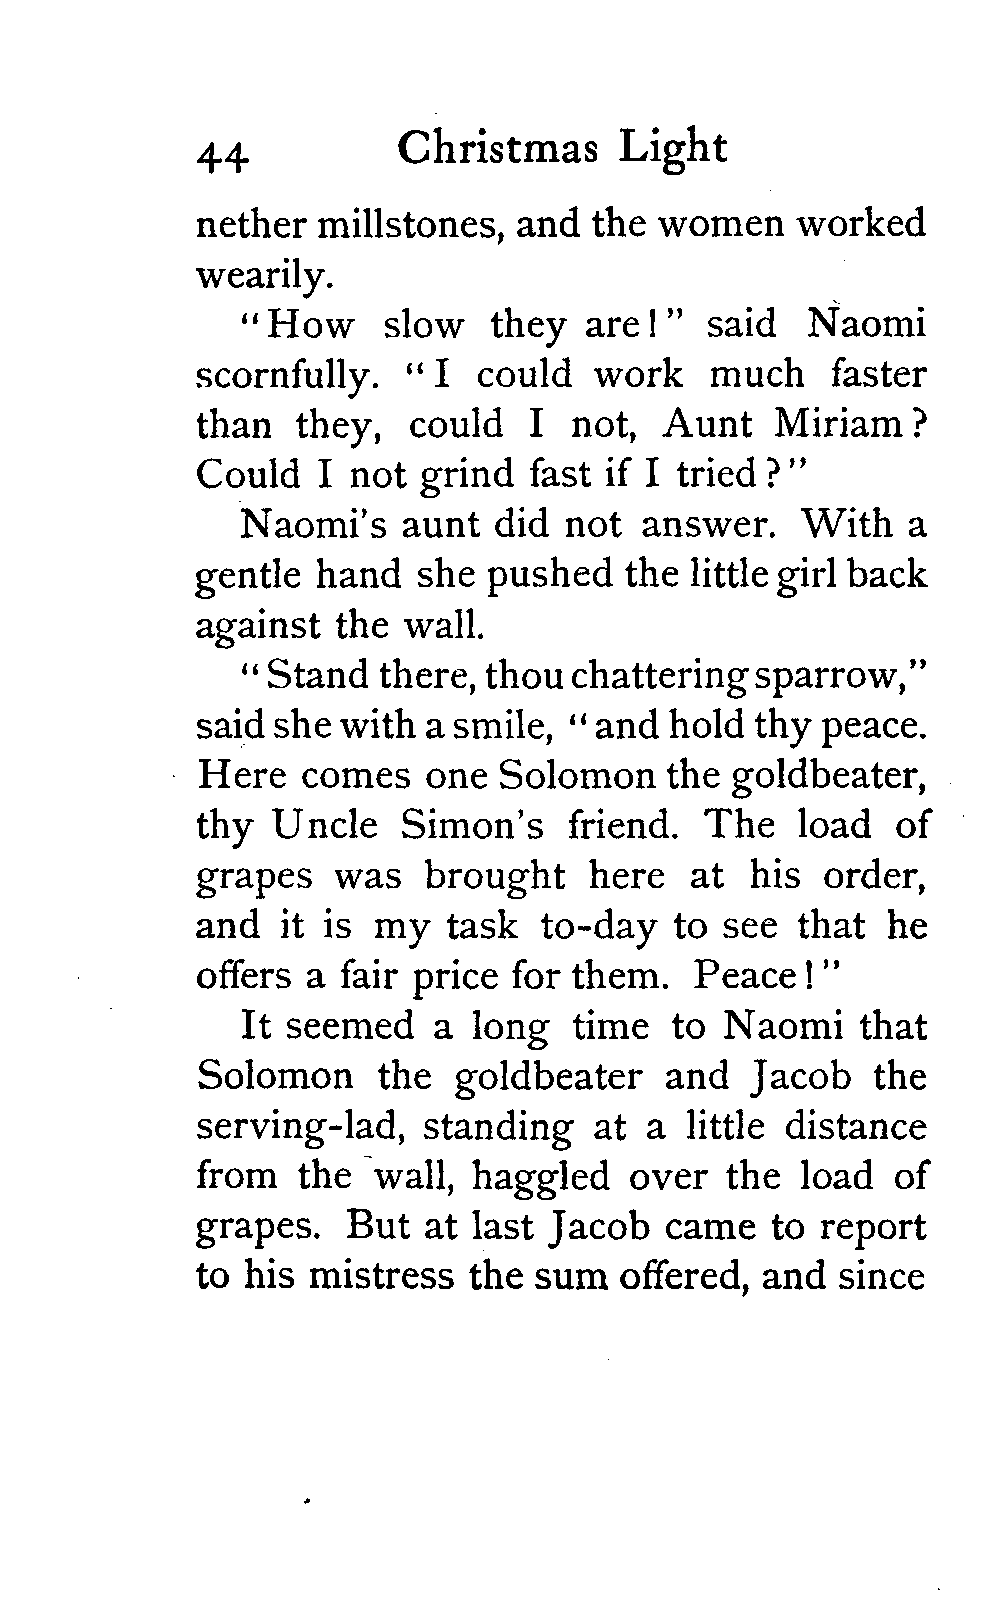 44 Christmas Light
nether millstones, and the women worked
wearily.
"How slow they are!" said Naomi
scornfully. "I could work much faster
than they, could I not, Aunt Miriam?
Could I not grind fast if I tried?"
Naomi's aunt did not answer. With a
gentle hand she pushed the little girl back
against the wall.
"Stand there, thou chattering sparrow,"
said she with a smile, "and hold thy peace.
Here comes one Solomon the goldbeater,
thy Uncle Simon's friend. The load of
grapes was brought here at his order,
and it is my task to-day to see that he
offers a fair price for them. Peace!"
It seemed a long time to Naomi that
Solomon the goldbeater and Jacob the
serving-lad, standing at a little distance
from the wall, haggled over the load of
grapes. But at last Jacob came to report
to his mistress the sum offered, and since